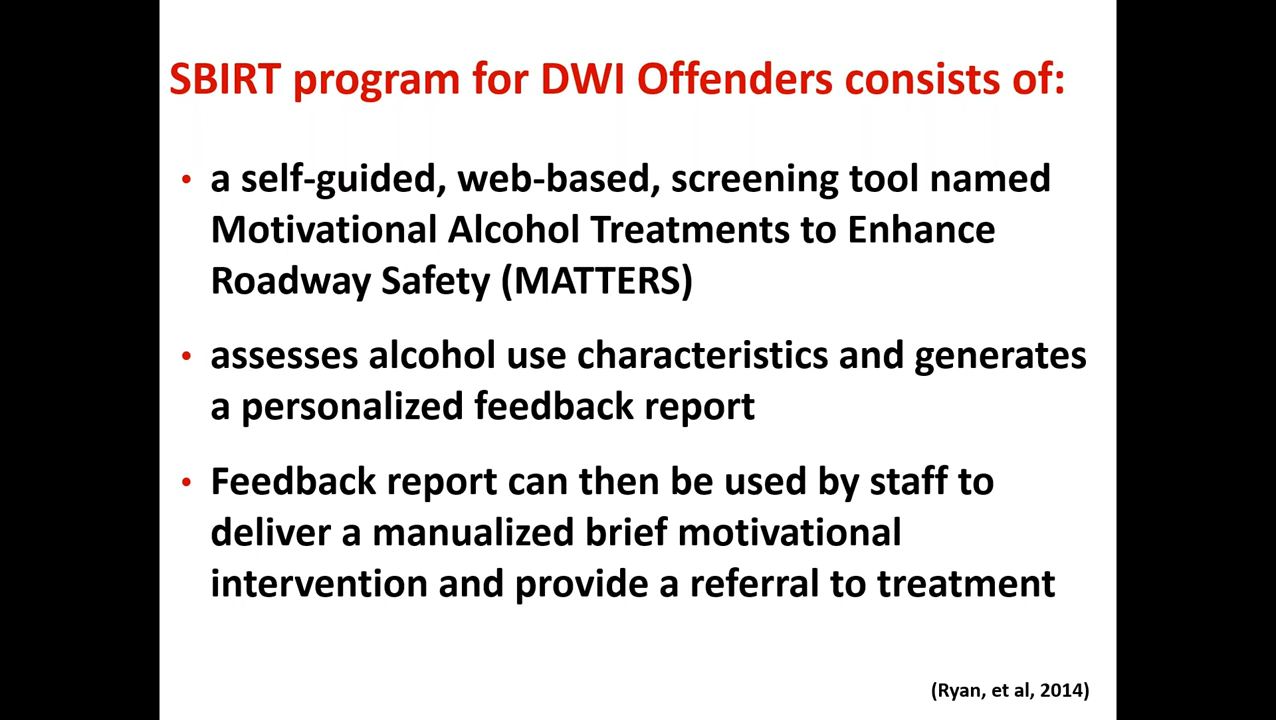 SBIRT program for DWI Offenders consists of:
• a self-guided, web-based, screening tool named
Motivational Alcohol Treatments to Enhance
Roadway Safety (MATTERS)
• assesses alcohol use characteristics and generates
a personalized feedback report
• Feedback report can then be used by staff to
deliver a manualized brief motivational
intervention and provide a referral to treatment
(Ryan, et al, 2014)